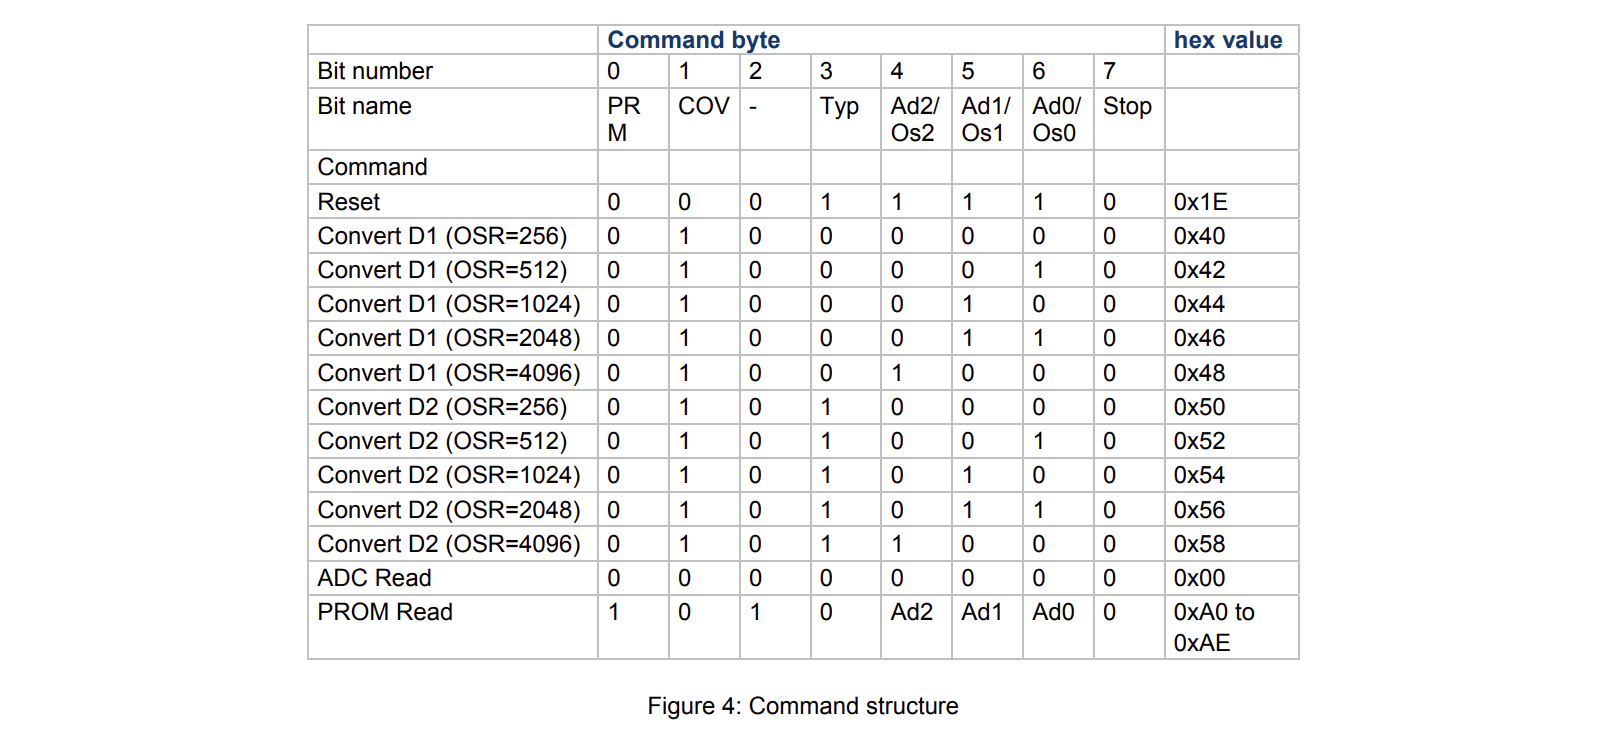 Command byte hex value
Bit number 0 1 2 3 4 5 6 7
Bit name PR COV - Typ Ad2/ Ad1/ Ad0/ Stop
M Os2 Os1 Os0
Command
Reset 0 0 0 1 1 1 1 0 0x1E
Convert D1 (OSR=256) 0 1 0 0 0 0 0 0 0x40
Convert D1 (OSR=512) 0 1 0 0 0 0 1 0 0x42
Convert D1 (OSR=1024) 0 1 0 0 0 1 0 0 0x44
Convert D1 (OSR=2048) 0 1 0 0 0 1 1 0 0x46
Convert D1 (OSR=4096) 0 1 0 0 1 0 0 0 0x48
Convert D2 (OSR=256) 0 1 0 1 0 0 0 0 0x50
Convert D2 (OSR=512) 0 1 0 1 0 0 1 0 0x52
Convert D2 (OSR=1024) 0 1 0 1 0 1 0 0 0x54
Convert D2 (OSR=2048) 0 1 0 1 0 1 1 0 0x56
Convert D2 (OSR=4096) 0 1 0 1 1 0 0 0 0x58
ADC Read 0 0 0 0 0 0 0 0 0x00
PROM Read 1 0 1 0 Ad2 Ad1 Ad0 0 0xA0 to
0xAE
Figure 4: Command structure